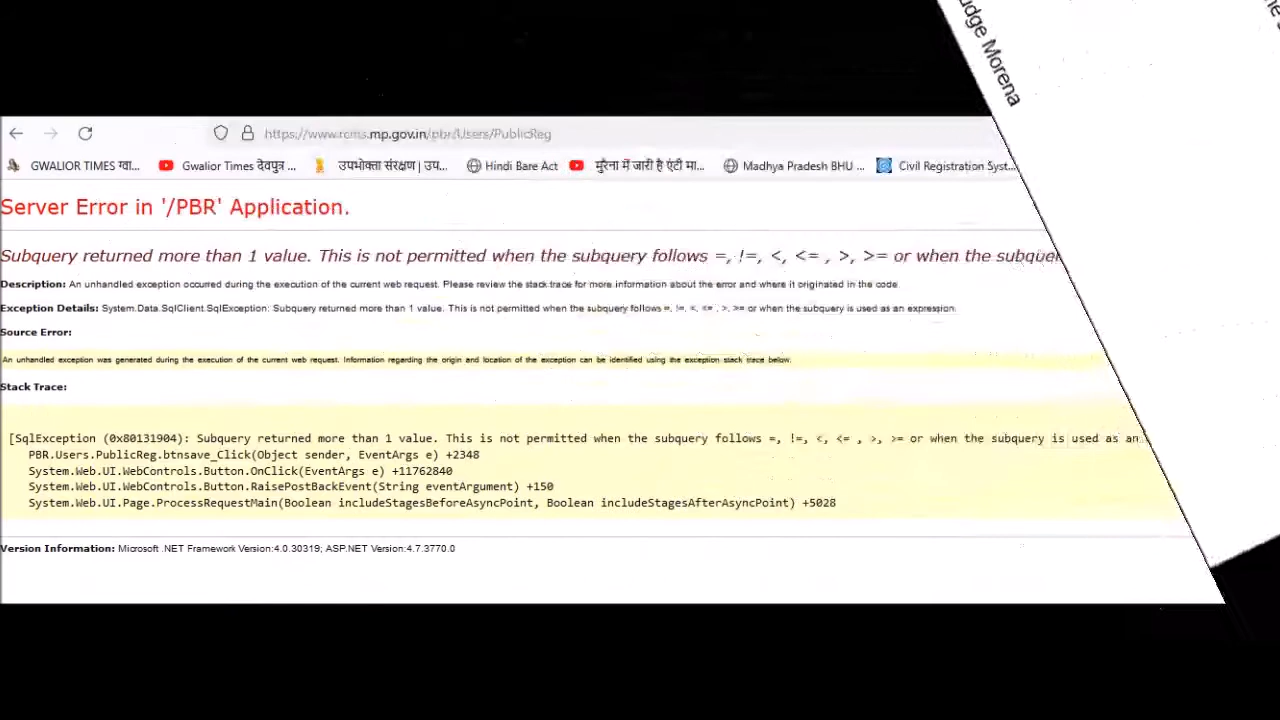 udge Morena
https://www.rcms.mp.gov.in/pbr/Users/PublicReg
GWALIOR TIMES ग्वा... Gwalior Times देवपुत्र ... उपभोक्ता संरक्षण | उप... Hindi Bare Act मुरैना में जारी है एंटी मा... Madhya Pradesh BHU ... Civil Registration Syst...
Server Error in '/PBR' Application.
Subquery returned more than 1 value. This is not permitted when the subquery follows =, !=, <, <= , >, >= or when the subquer
Description: An unhandled exception occurred during the execution of the current web request. Please review the stack trace for more information about the error and where it originated in the code.
Exception Details: System.Data.SqlClient.SqlException: Subquery returned more than 1 value. This is not permitted when the subquery follows =, !=, <, <= , >, >= or when the subquery is used as an expression.
Source Error:
An unhandled exception was generated during the execution of the current web request. Information regarding the origin and location of the exception can be identified using the exception stack trace below.
Stack Trace:
[SqlException (0x80131904): Subquery returned more than 1 value. This is not permitted when the subquery follows =, !=, <, <= , >, >= or when the subquery is used as an
PBR.Users.PublicReg.btnsave_Click(Object sender, EventArgs e) +2348
System.Web.UI.WebControls.Button.OnClick(EventArgs e) +11762840
System.Web.UI.WebControls.Button.RaisePostBackEvent(String eventArgument) +150
System.Web.UI.Page.ProcessRequestMain(Boolean includeStagesBeforeAsyncPoint, Boolean includeStagesAfterAsyncPoint) +5028
Version Information: Microsoft .NET Framework Version:4.0.30319; ASP.NET Version:4.7.3770.0